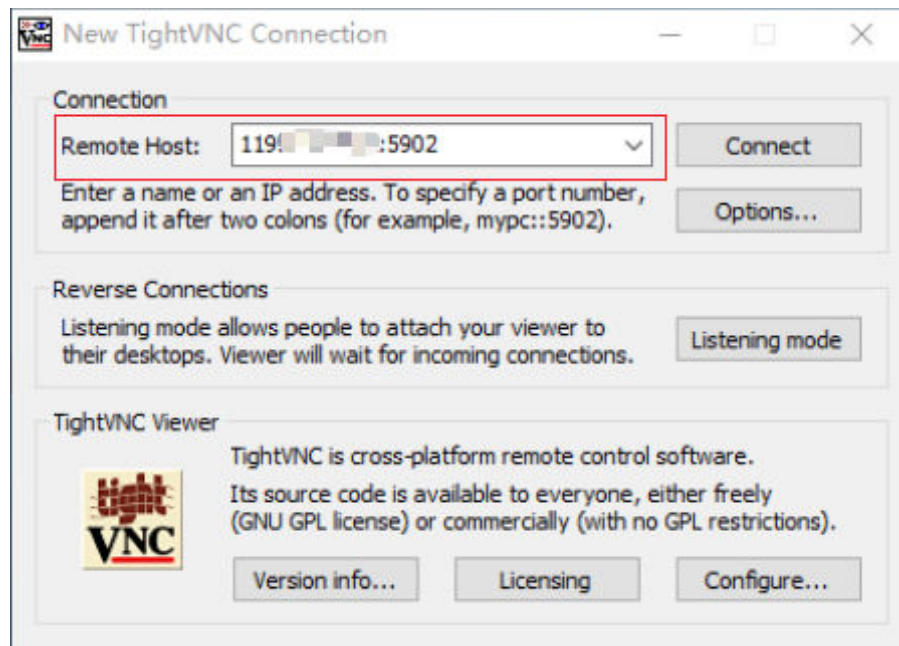 New TightVNC Connection
Connection
Remote Host: 119 :5902
Connect
Enter a name or an IP address. To specify a port number,
append it after two colons (for example, mypc::5902).
Options...
Reverse Connections
Listening mode allows people to attach your viewer to
their desktops. Viewer will wait for incoming connections.
Listening mode
TightVNC Viewer
TightVNC is cross-platform remote control software.
Its source code is available to everyone, either freely
(GNU GPL license) or commercially (with no GPL restrictions).
tight
VNC
Version info...
Licensing
Configure...